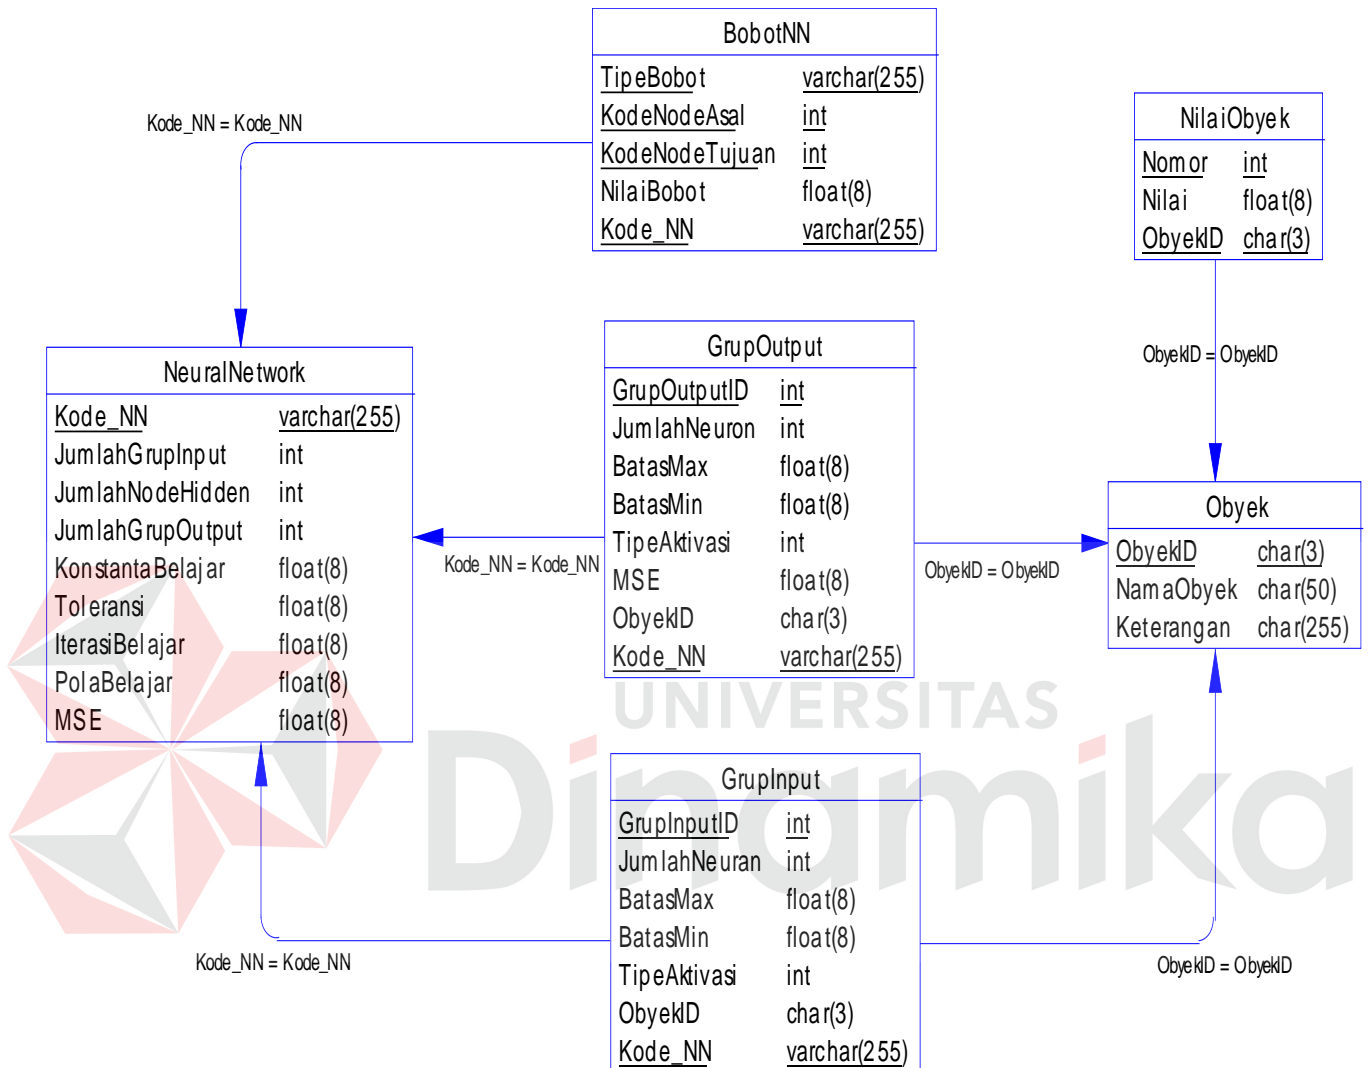 BobotNN
TipeBobot varchar(255)
KodeNodeAsal int
KodeNodeTujuan int
NilaiBobot float(8)
Kode_NN varchar(255)
Kode_NN = Kode_NN
NilaiObyek
Nomor int
Nilai float(8)
ObyekID char(3)
ObyekID = ObyekID
NeuralNetwork
Kode_NN varchar(255)
JumlahGrupInput int
JumlahNodeHidden int
JumlahGrupOutput int
KonstantaBelajar float(8)
Toleransi float(8)
IterasiBelajar float(8)
PolaBelajar float(8)
MSE float(8)
GrupOutput
GrupOutputID int
JumlahNeuron int
BatasMax float(8)
BatasMin float(8)
TipeAktivasi int
MSE float(8)
ObyekID char(3)
Kode_NN varchar(255)
Kode_NN = Kode_NN
ObyekID = ObyekID
Obyek
ObyekID char(3)
NamaObyek char(50)
Keterangan char(255)
UNIVERSITAS
Dinamika
GrupInput
GrupInputID int
JumlahNeuran int
BatasMax float(8)
BatasMin float(8)
TipeAktivasi int
ObyekID char(3)
Kode_NN varchar(255)
Kode_NN = Kode_NN
ObyekID = ObyekID